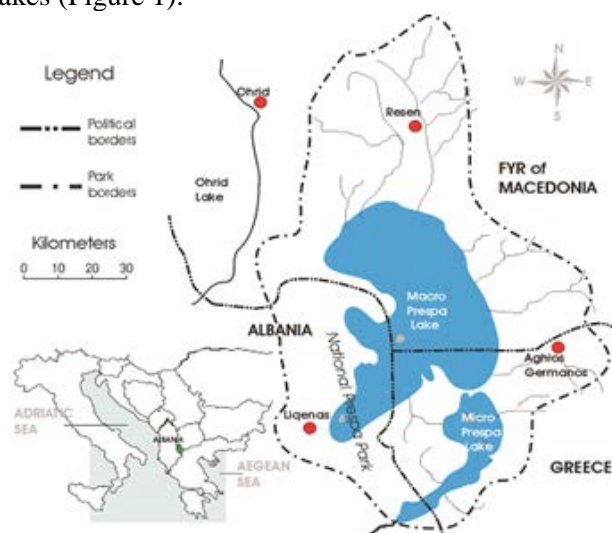 akes (Figure 1).
Legend
Political
borders
Park
borders
Kilometers
0 10 20 30
Ohrid
Ohrid
Lake
Resen
N
W E
S
FYR of
MACEDONIA
Macro
Prespa
Lake
ALBANIA
National Prespa Park
Aghios
Germanos
Liqenas
Micro
Prespa
Lake
GREECE
ADRIATIC
SEA
ALBANIA
AEGEAN
SEA